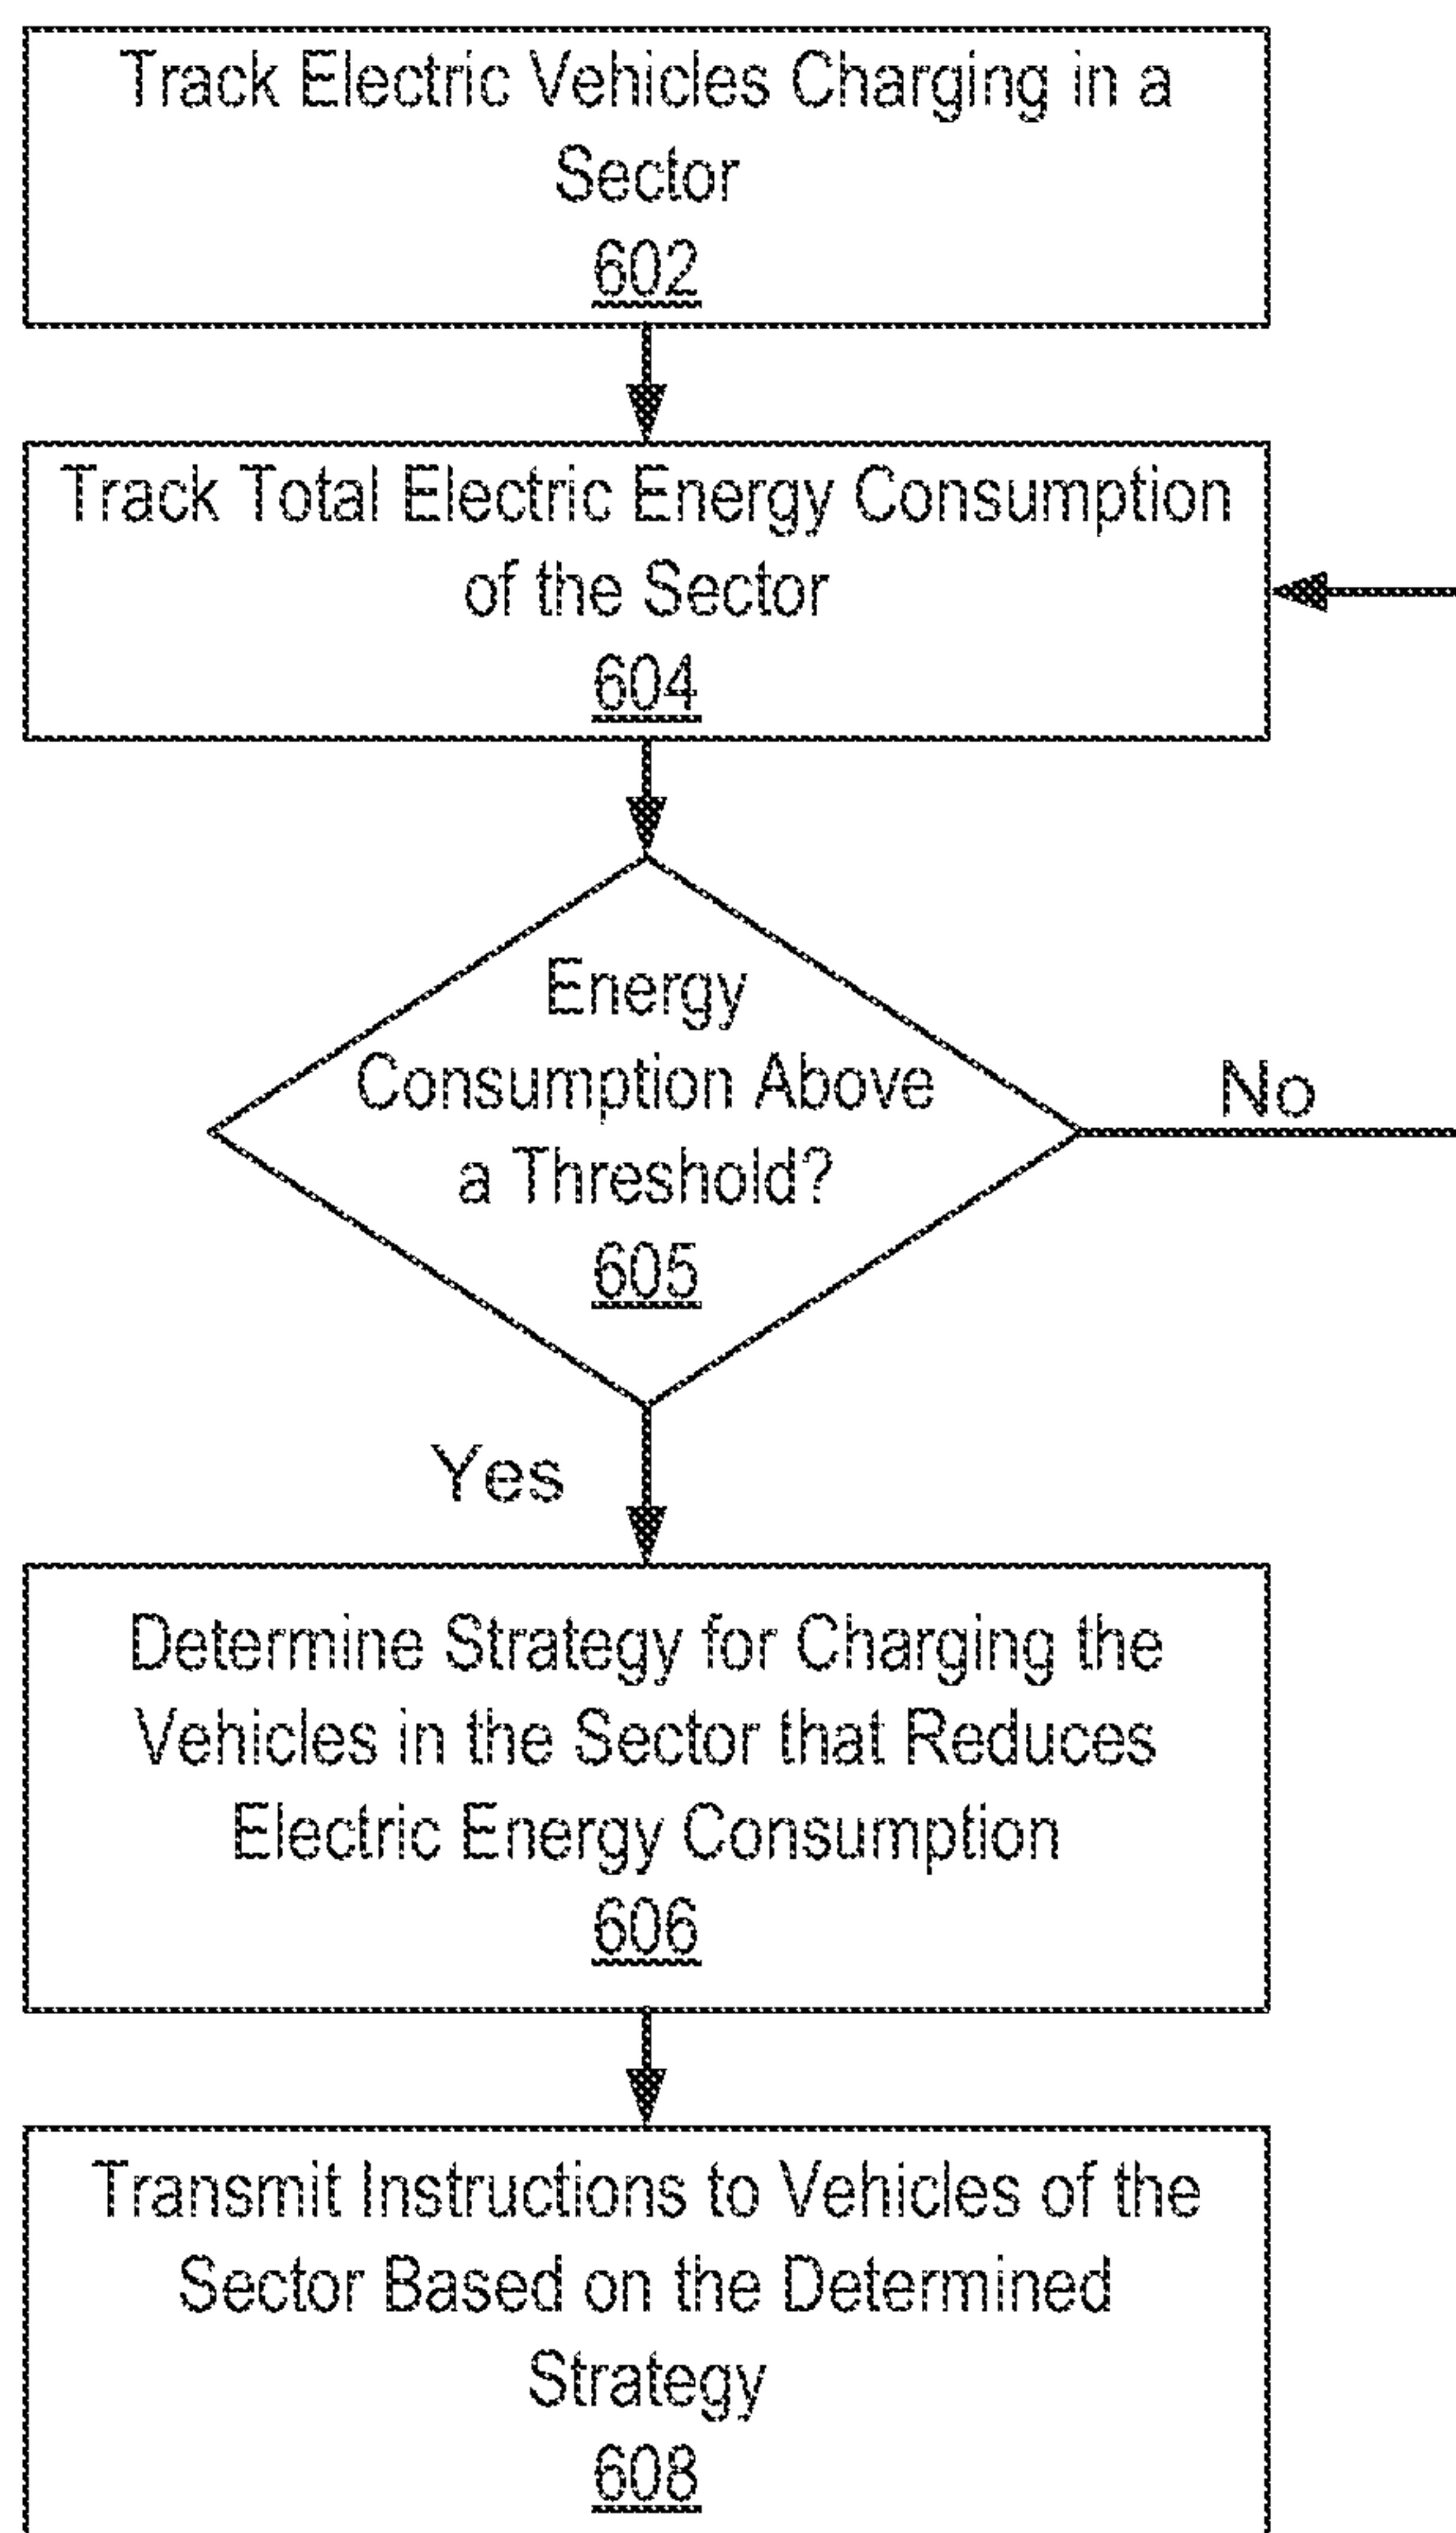 Track Electric Vehicles Charging in a
Sector
602
Track Total Electric Energy Consumption
of the Sector
604
Energy
Consumption Above
a Threshold?
605
No
Yes
Determine Strategy for Charging the
Vehicles in the Sector that Reduces
Electric Energy Consumption
606
Transmit Instructions to Vehicles of the
Sector Based on the Determined
Strategy
608